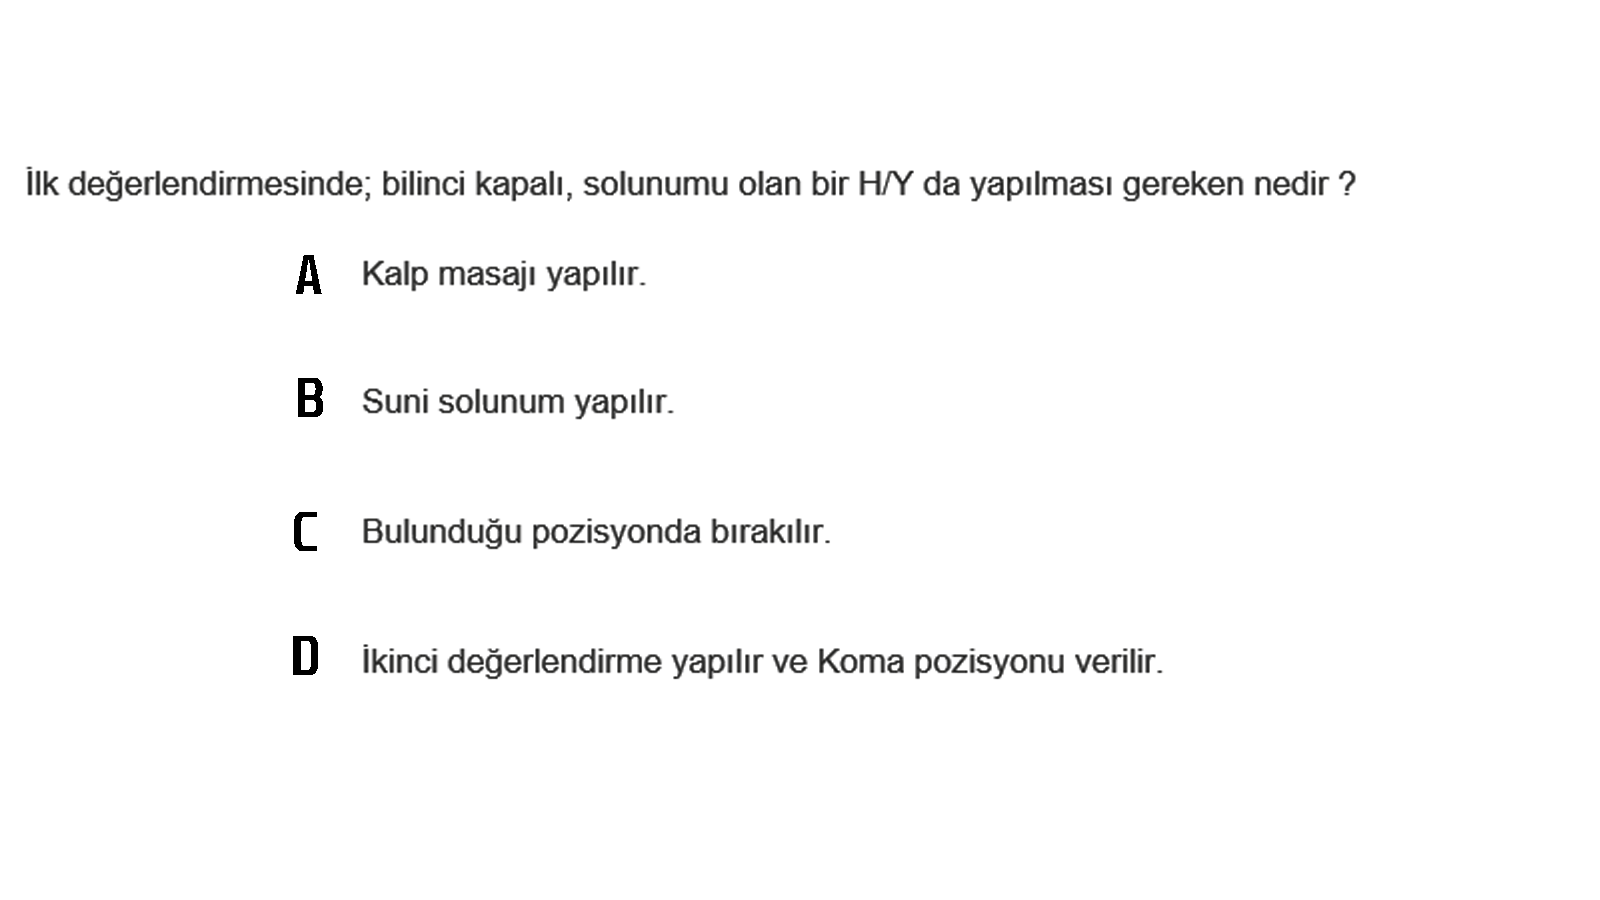 İlk değerlendirmesinde; bilinci kapalı, solunumu olan bir H/Y da yapılması gereken nedir ?
A Kalp masajı yapılır.
B Suni solunum yapılır.
C Bulunduğu pozisyonda bırakılır.
D İkinci değerlendirme yapılır ve Koma pozisyonu verilir.